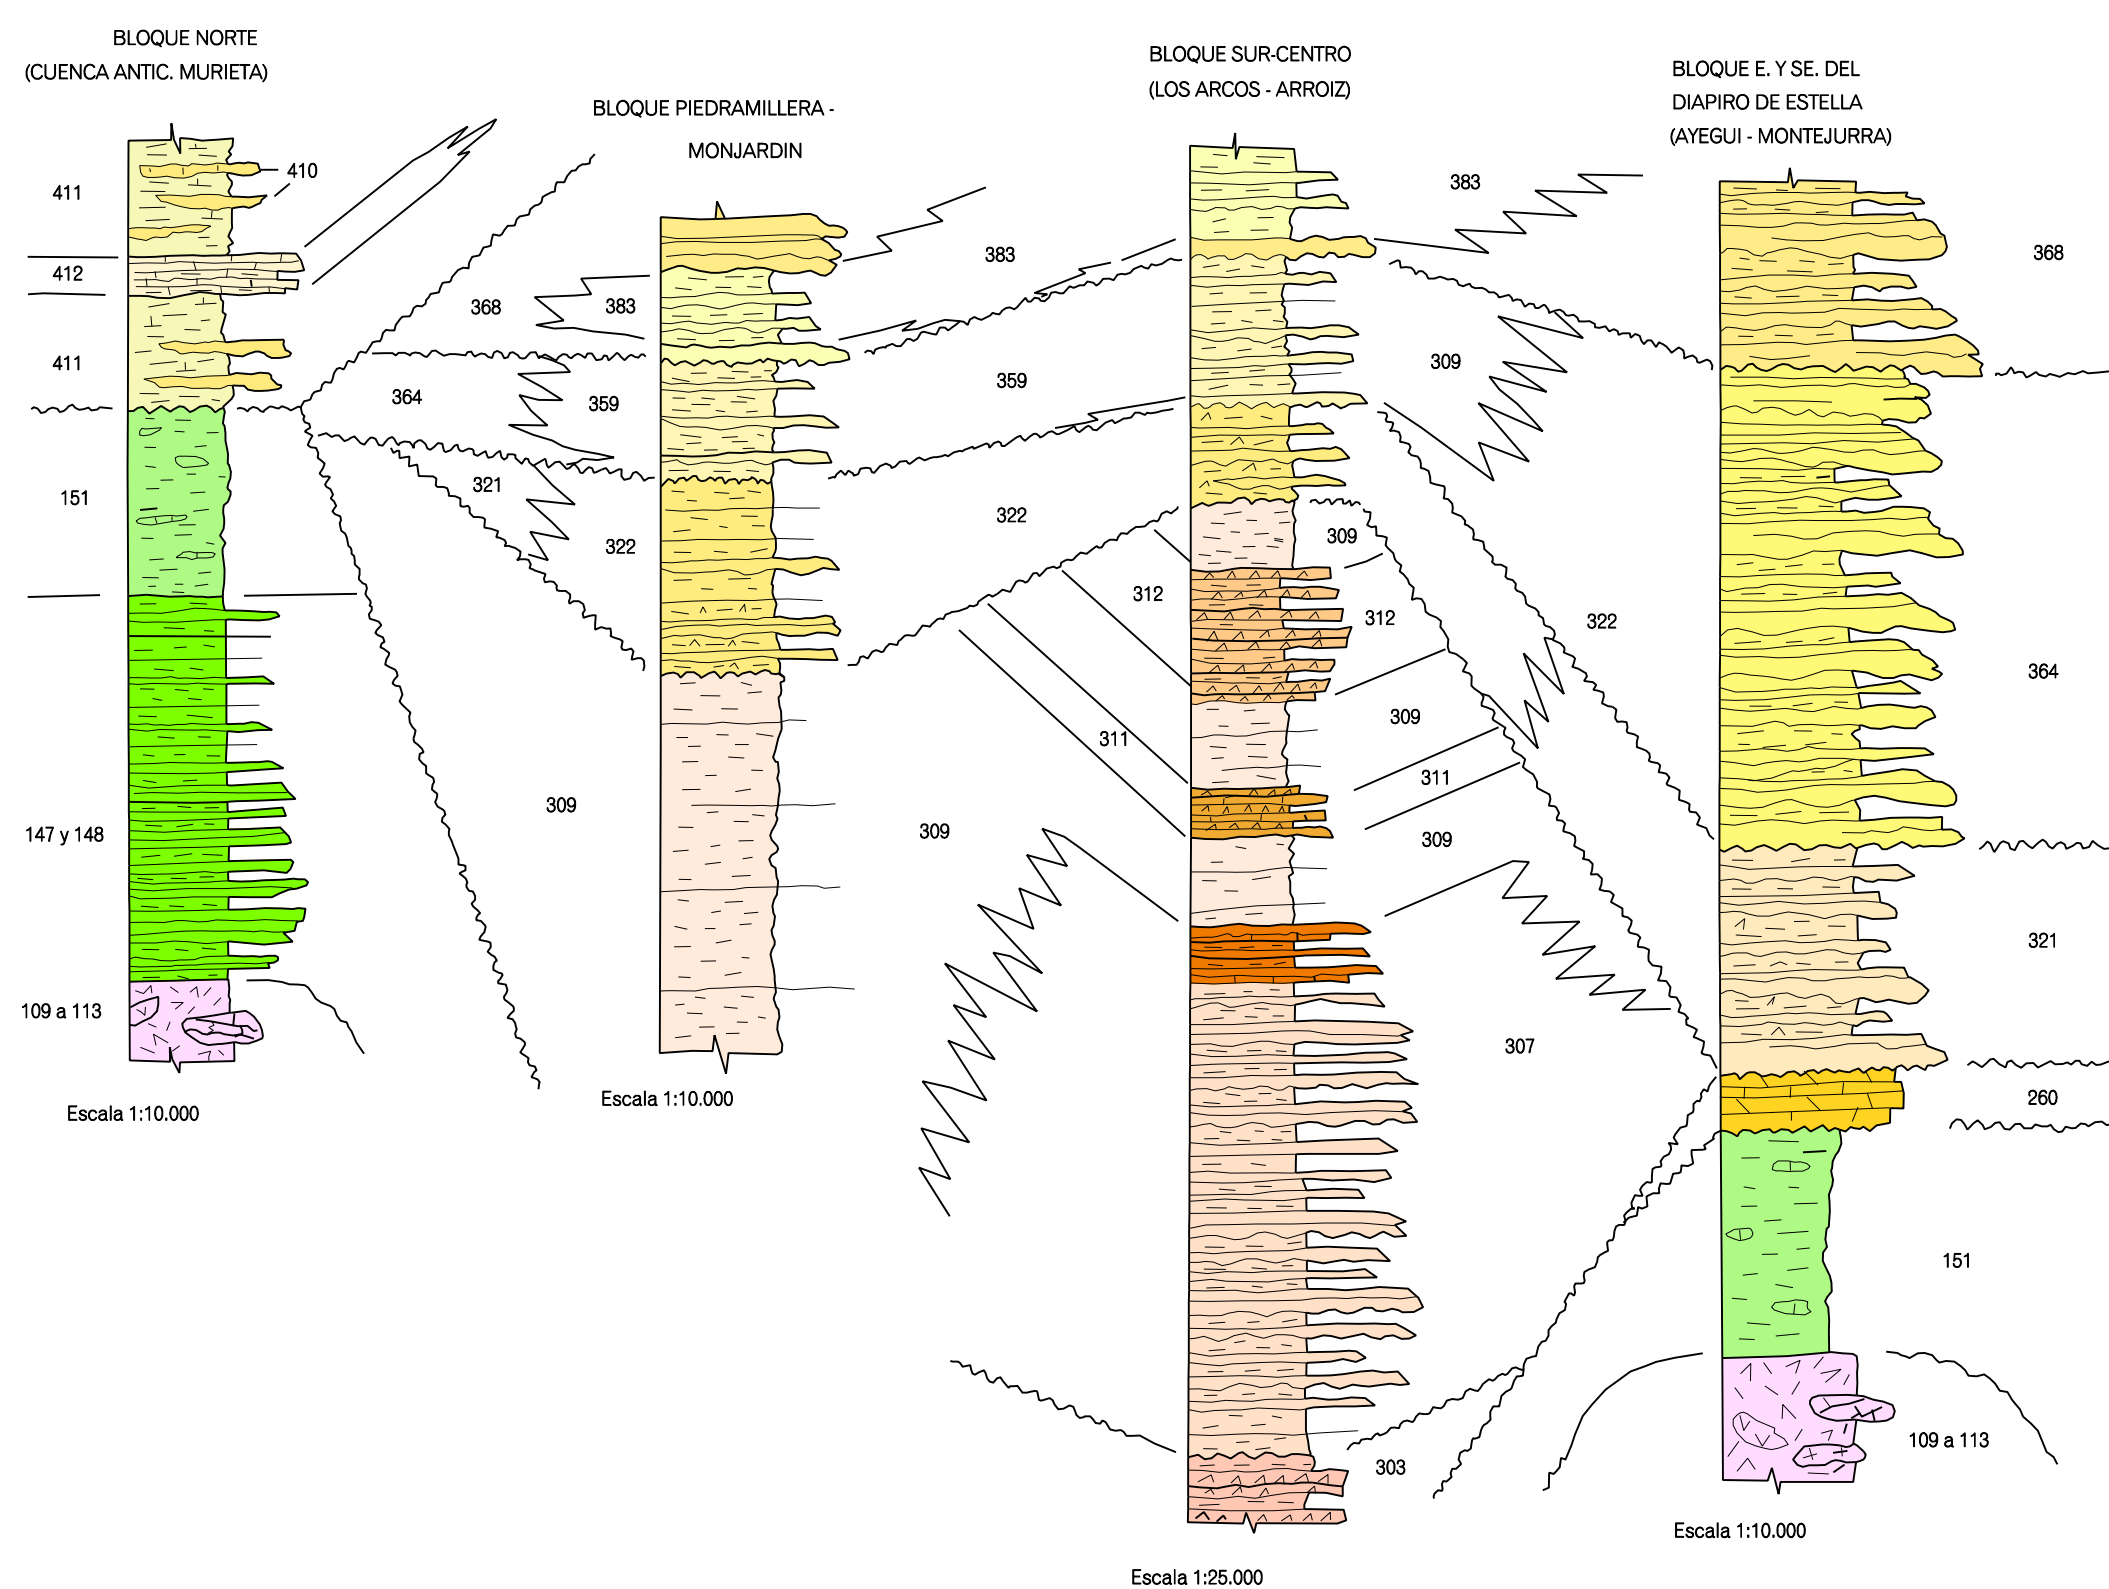 BLOQUE NORTE
(CUENCA ANTIC. MURIETA)
411
410
412
411
151
147 y 148
109 a 113
Escala 1:10.000
BLOQUE PIEDRAMILLERA -
MONJARDIN
368
383
364
359
321
322
309
Escala 1:10.000
383
359
322
312
311
309
BLOQUE SUR-CENTRO
(LOS ARCOS - ARROIZ)
383
309
309
312
322
309
311
309
307
303
Escala 1:25.000
BLOQUE E. Y SE. DEL
DIAPIRO DE ESTELLA
(AYEGUI - MONTEJURRA)
368
364
321
260
151
109 a 113
Escala 1:10.000